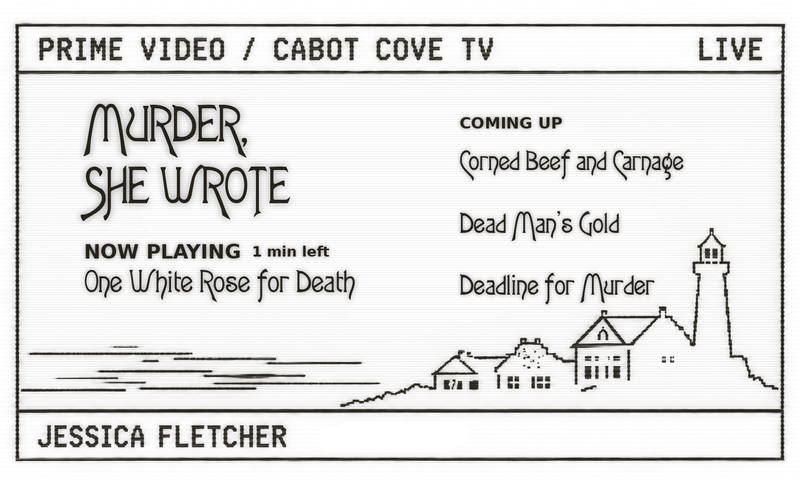 PRIME VIDEO / CABOT COVE TV
LIVE
MURDER,
SHE WROTE
NOW PLAYING 1 min left
One White Rose for Death
COMING UP
Corned Beef and Carnage
Dead Man's Gold
Deadline for Murder
JESSICA FLETCHER